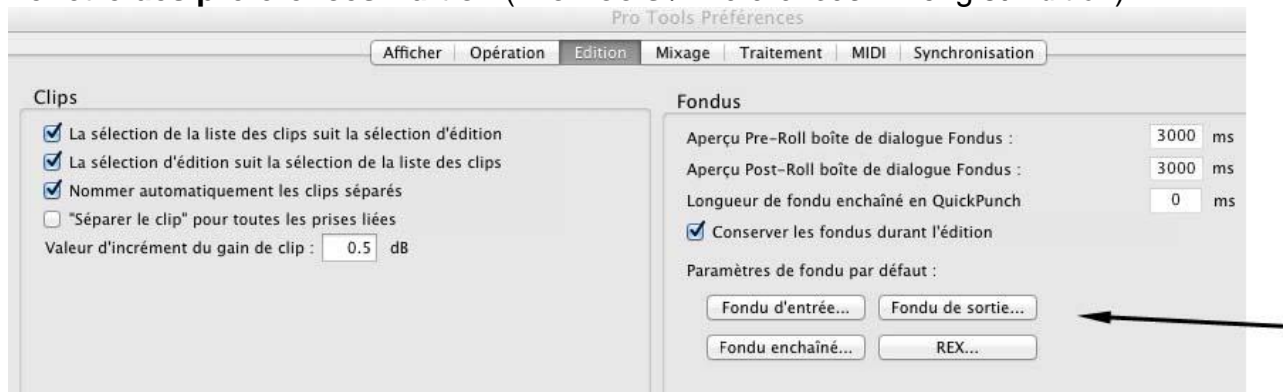 Pro Tools Préférences
Afficher Opération Edition Mixage Traitement MIDI Synchronisation
Clips
La sélection de la liste des clips suit la sélection d'édition
La sélection d'édition suit la sélection de la liste des clips
Nommer automatiquement les clips séparés
"Séparer le clip" pour toutes les prises liées
Valeur d'incrément du gain de clip : 0.5 dB
Fondus
Aperçu Pre-Roll boîte de dialogue Fondus : 3000 ms
Aperçu Post-Roll boîte de dialogue Fondus : 3000 ms
Longueur de fondu enchaîné en QuickPunch 0 ms
Conserver les fondus durant l'édition
Paramètres de fondu par défaut :
Fondu d'entrée... Fondu de sortie...
Fondu enchaîné... REX...